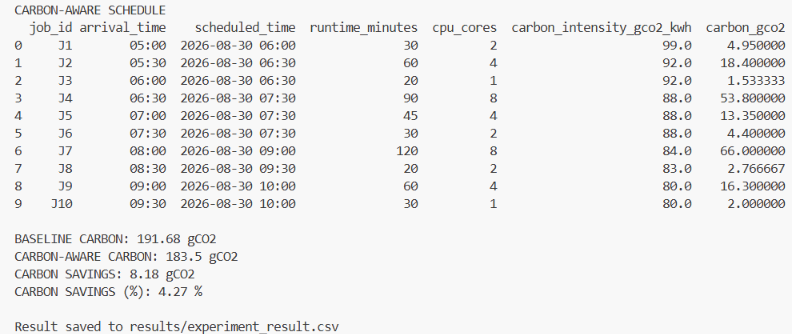 CARBON-AWARE SCHEDULE
job_id arrival_time scheduled_time runtime_minutes cpu_cores carbon_intensity_gco2_kwh carbon_gco2
0 J1 05:00 2026-08-30 06:00 30 2 99.0 4.950000
1 J2 05:30 2026-08-30 06:30 60 4 92.0 18.400000
2 J3 06:00 2026-08-30 06:30 20 1 92.0 1.533333
3 J4 06:30 2026-08-30 07:30 90 8 88.0 53.800000
4 J5 07:00 2026-08-30 07:30 45 4 88.0 13.350000
5 J6 07:30 2026-08-30 07:30 30 2 88.0 4.400000
6 J7 08:00 2026-08-30 09:00 120 8 84.0 66.000000
7 J8 08:30 2026-08-30 09:30 20 2 83.0 2.766667
8 J9 09:00 2026-08-30 10:00 60 4 80.0 16.300000
9 J10 09:30 2026-08-30 10:00 30 1 80.0 2.000000
BASELINE CARBON: 191.68 gCO2
CARBON-AWARE CARBON: 183.5 gCO2
CARBON SAVINGS: 8.18 gCO2
CARBON SAVINGS (%): 4.27 %
Result saved to results/experiment_result.csv